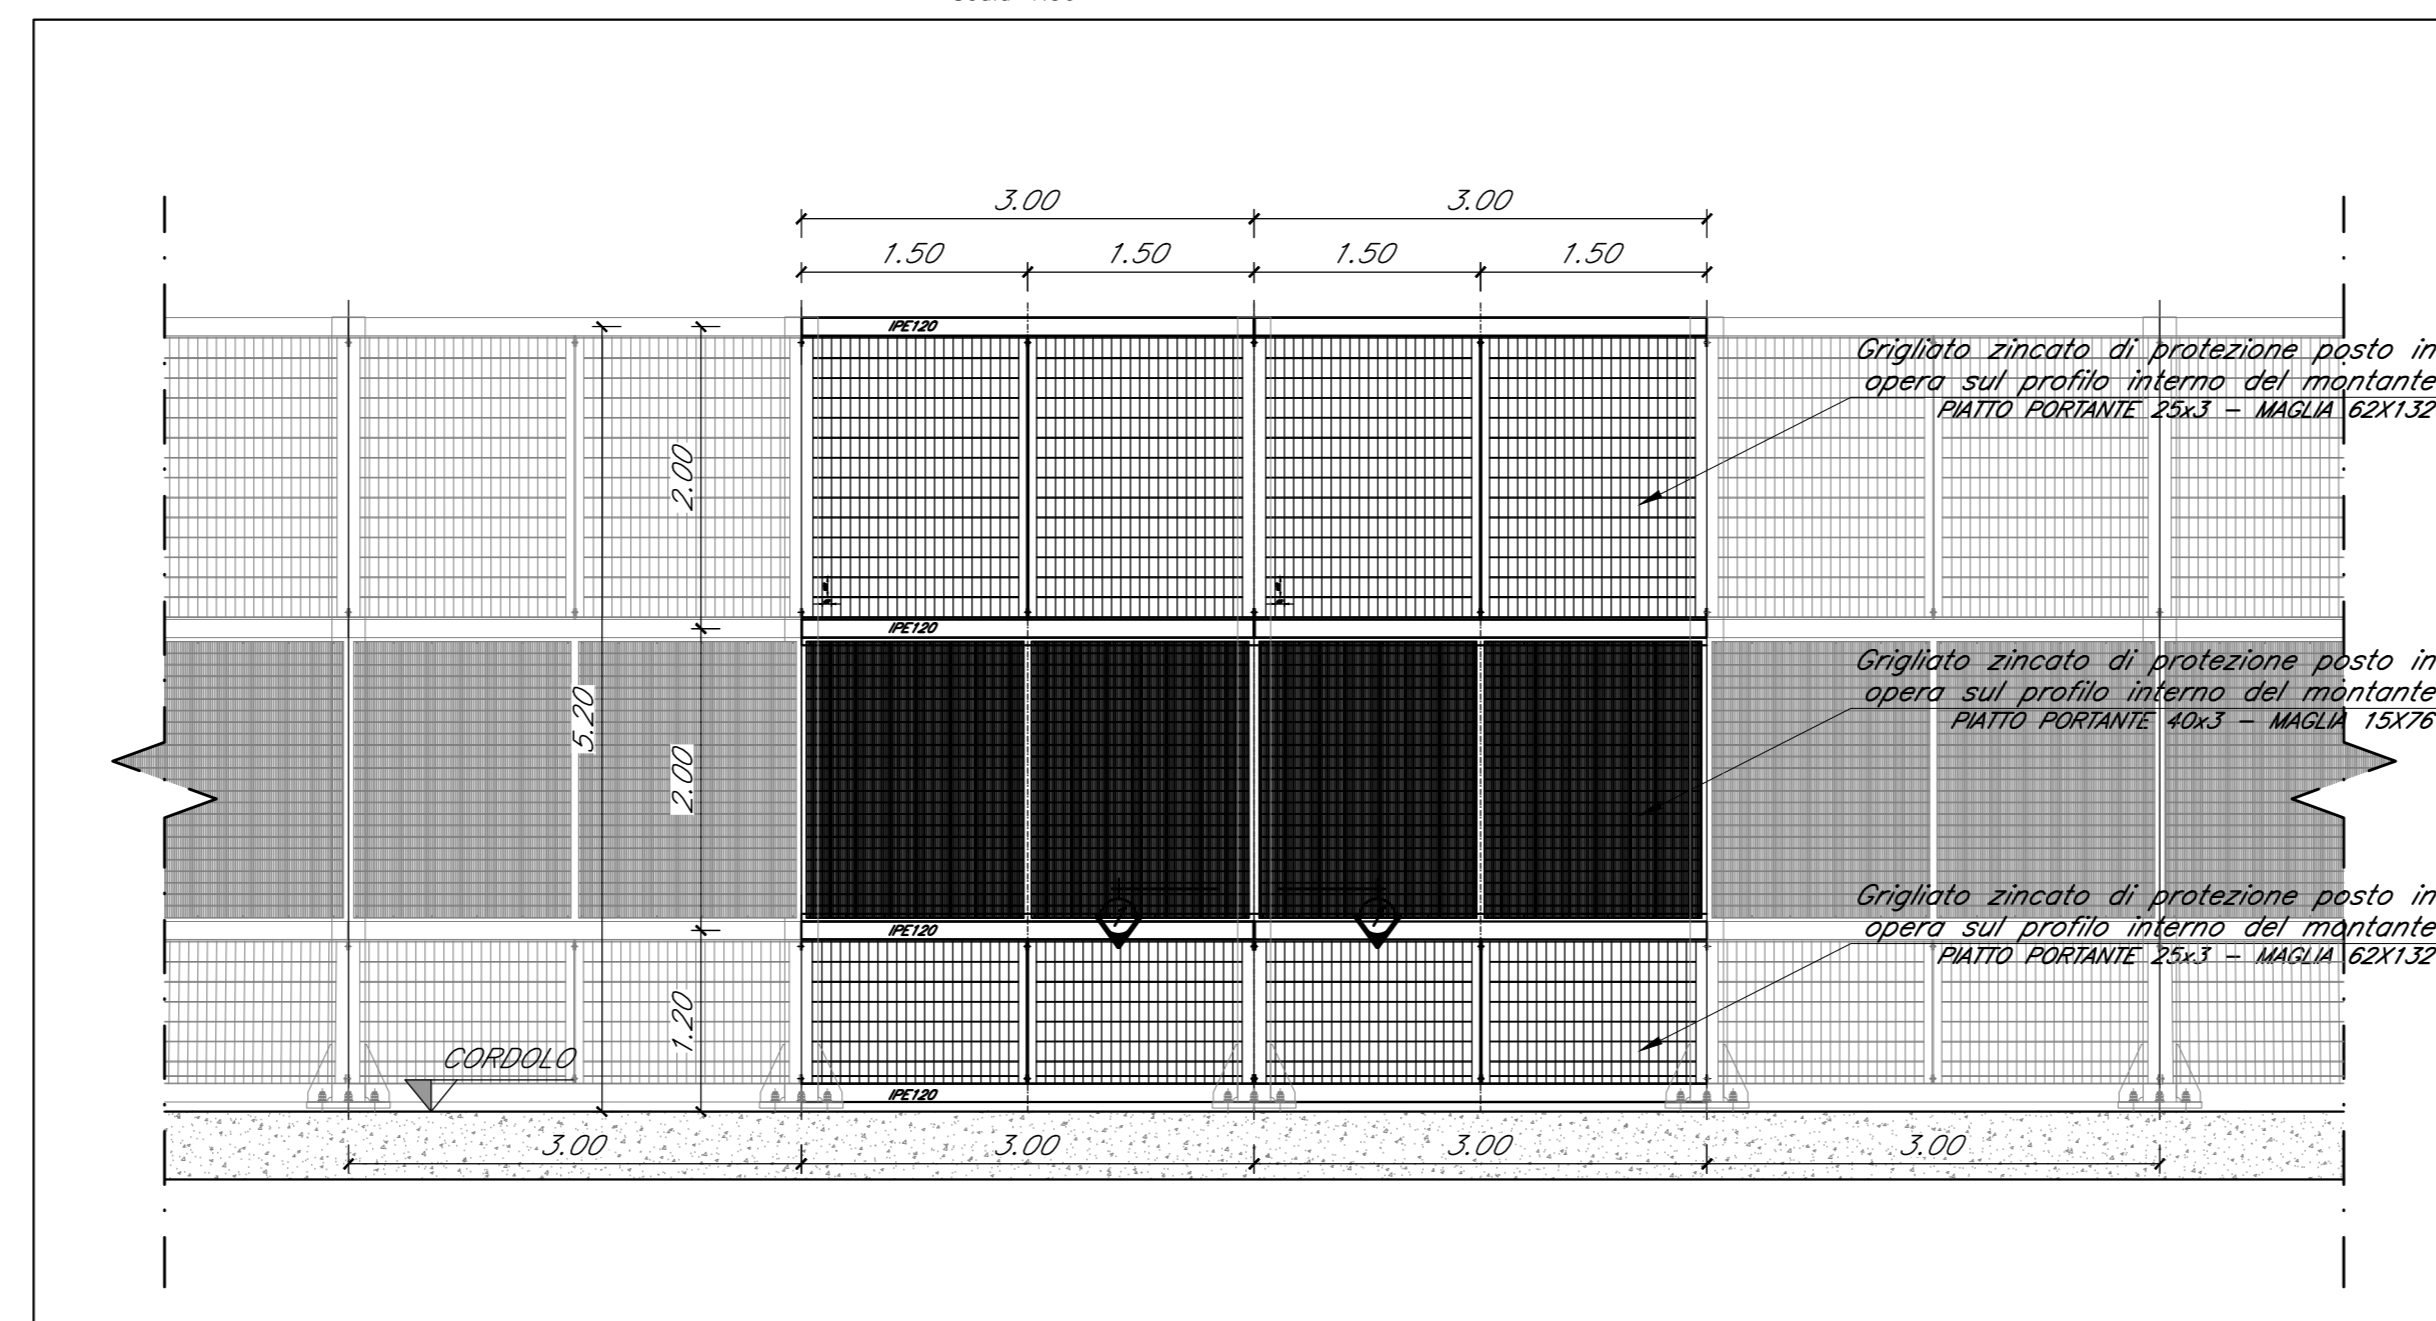 3.00 3.00
1.50 1.50 1.50 1.50
IPE120
Grigliato zincato di protezione posto in
opera sul profilo interno del montante
PIATTO PORTANTE 25x3 – MAGLIA 62X132
2.00
IPE120
Grigliato zincato di protezione posto in
opera sul profilo interno del montante
PIATTO PORTANTE 40x3 – MAGLIA 15X76
5.20
2.00
Grigliato zincato di protezione posto in
opera sul profilo interno del montante
PIATTO PORTANTE 25x3 – MAGLIA 62X132
IPE120
1.20
CORDOLO
IPE120
3.00 3.00 3.00 3.00